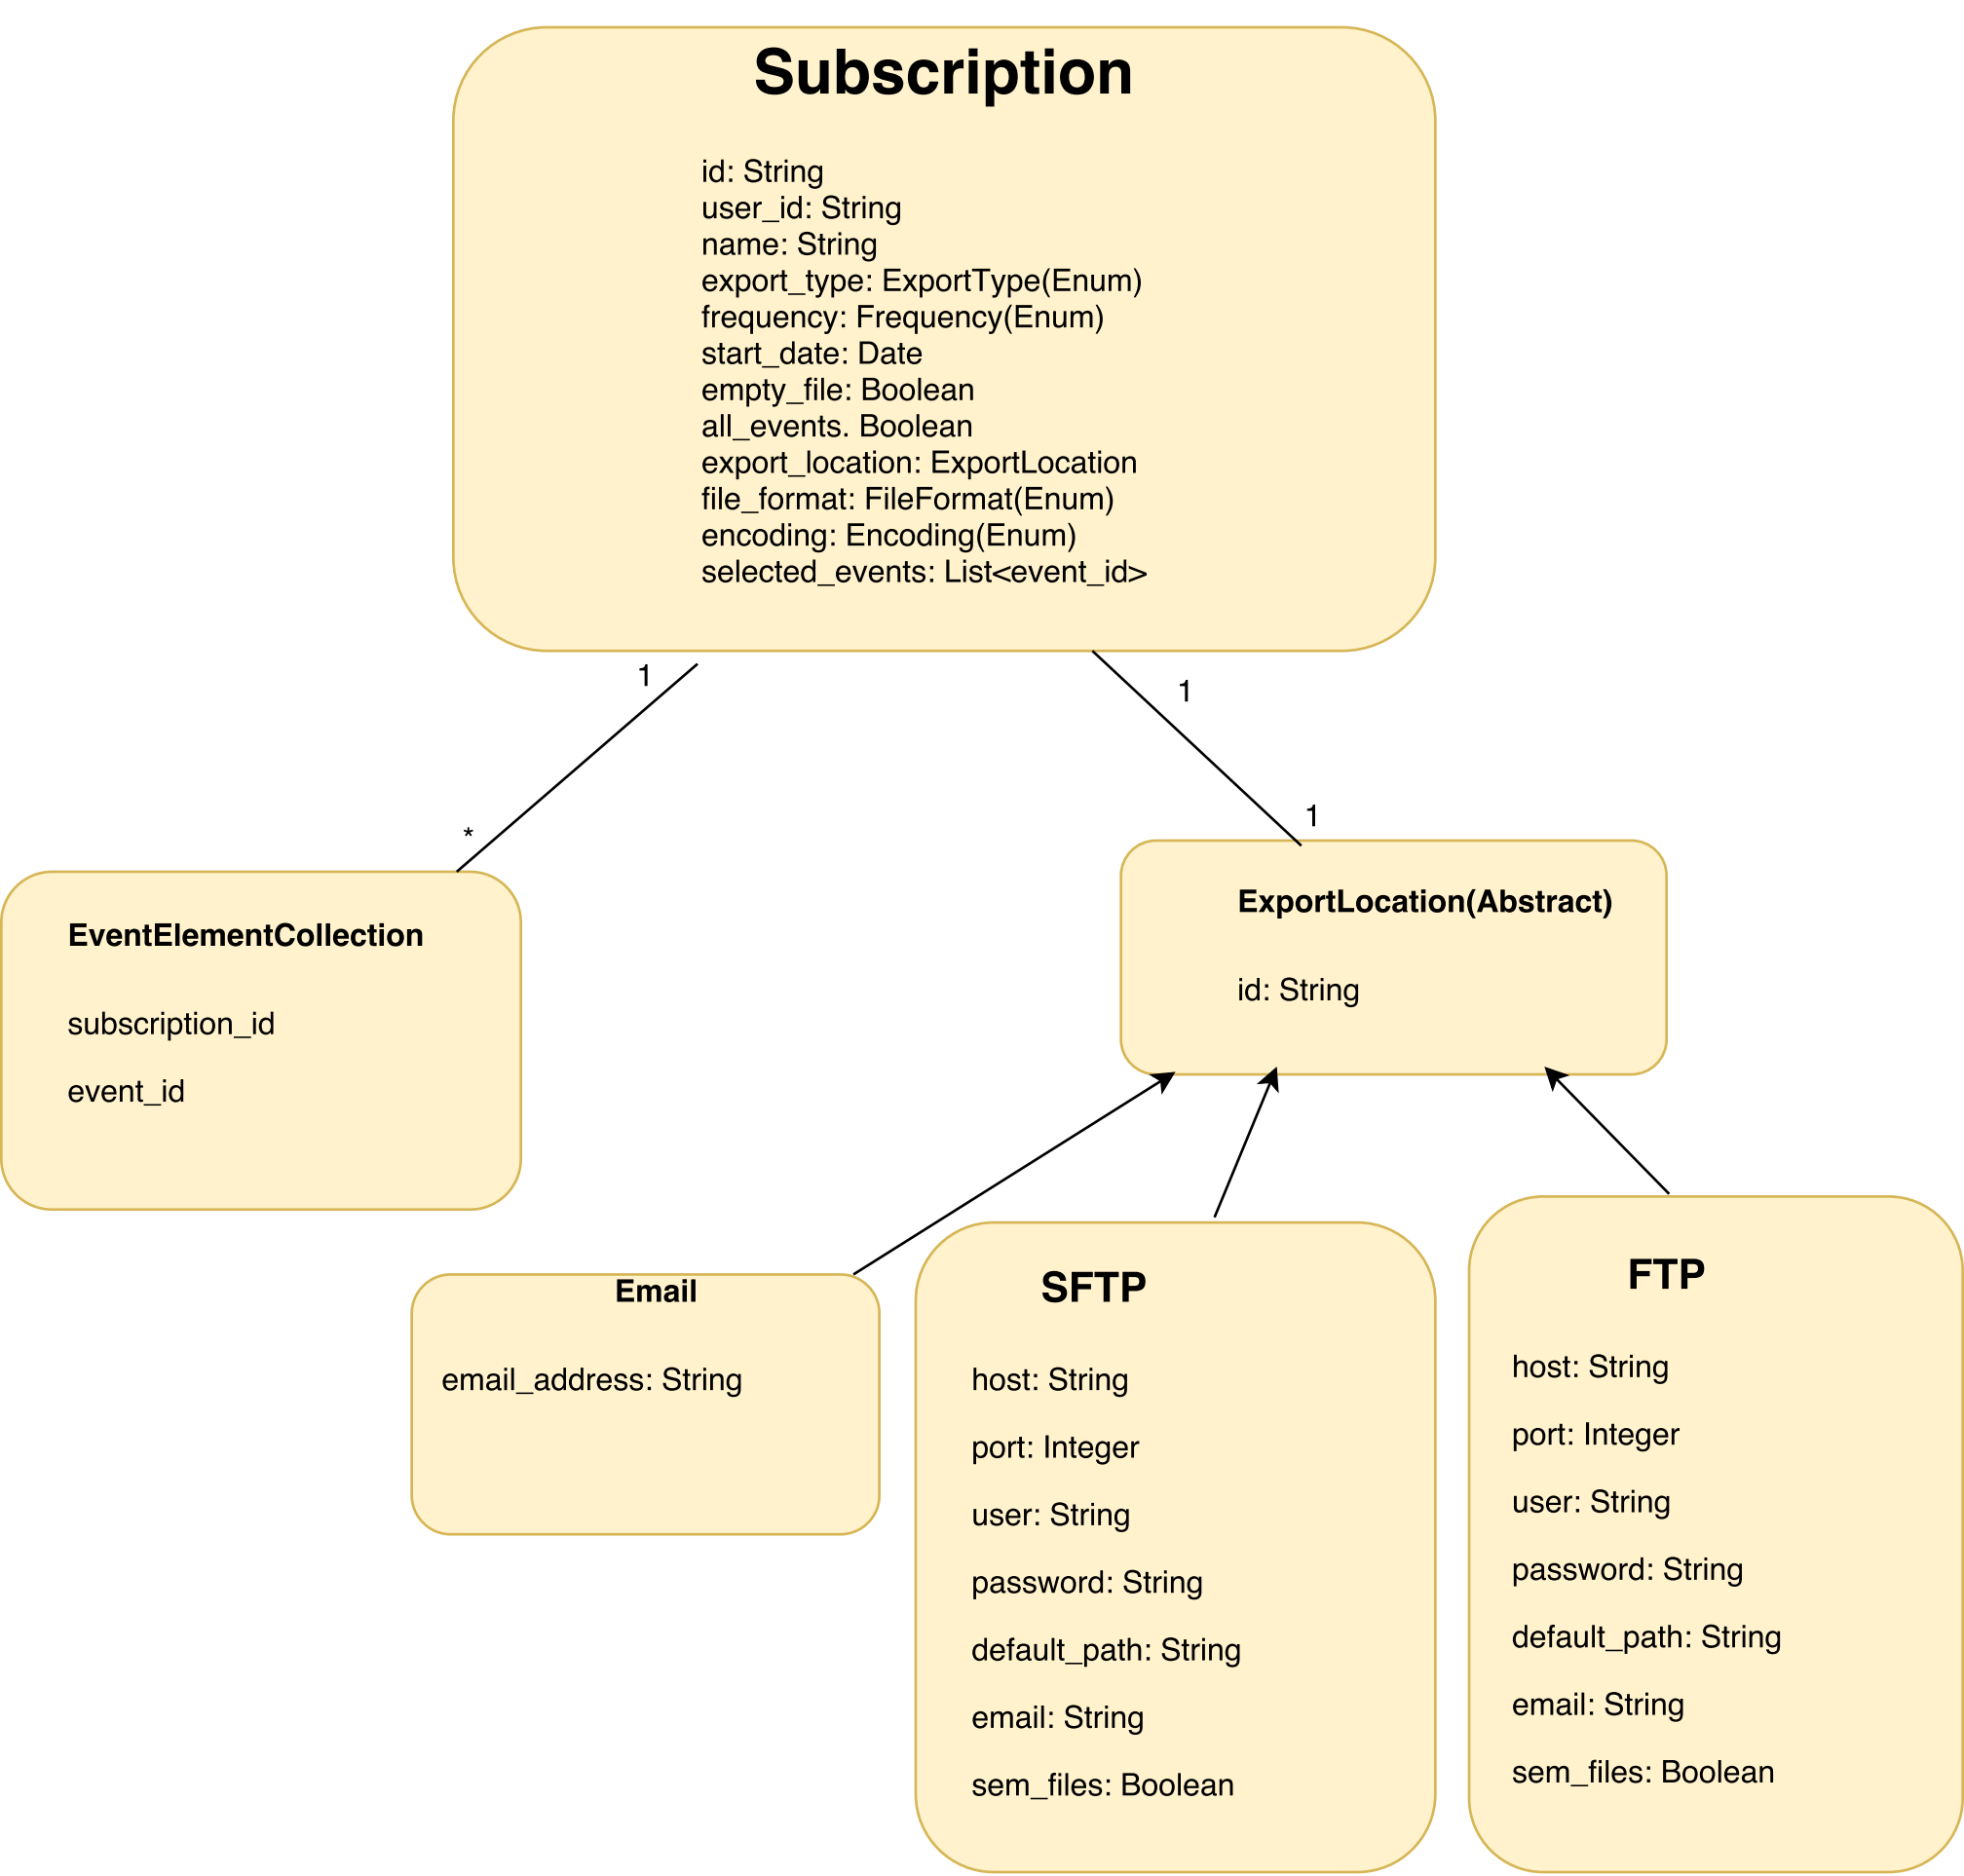 Subscription
id: String
user_id: String
name: String
export_type: ExportType(Enum)
frequency: Frequency(Enum)
start_date: Date
empty_file: Boolean
all_events. Boolean
export_location: ExportLocation
file_format: FileFormat(Enum)
encoding: Encoding(Enum)
selected_events: List<event_id>
1
1
*
1
EventElementCollection
subscription_id
event_id
ExportLocation(Abstract)
id: String
Email
email_address: String
SFTP
host: String
port: Integer
user: String
password: String
default_path: String
email: String
sem_files: Boolean
FTP
host: String
port: Integer
user: String
password: String
default_path: String
email: String
sem_files: Boolean